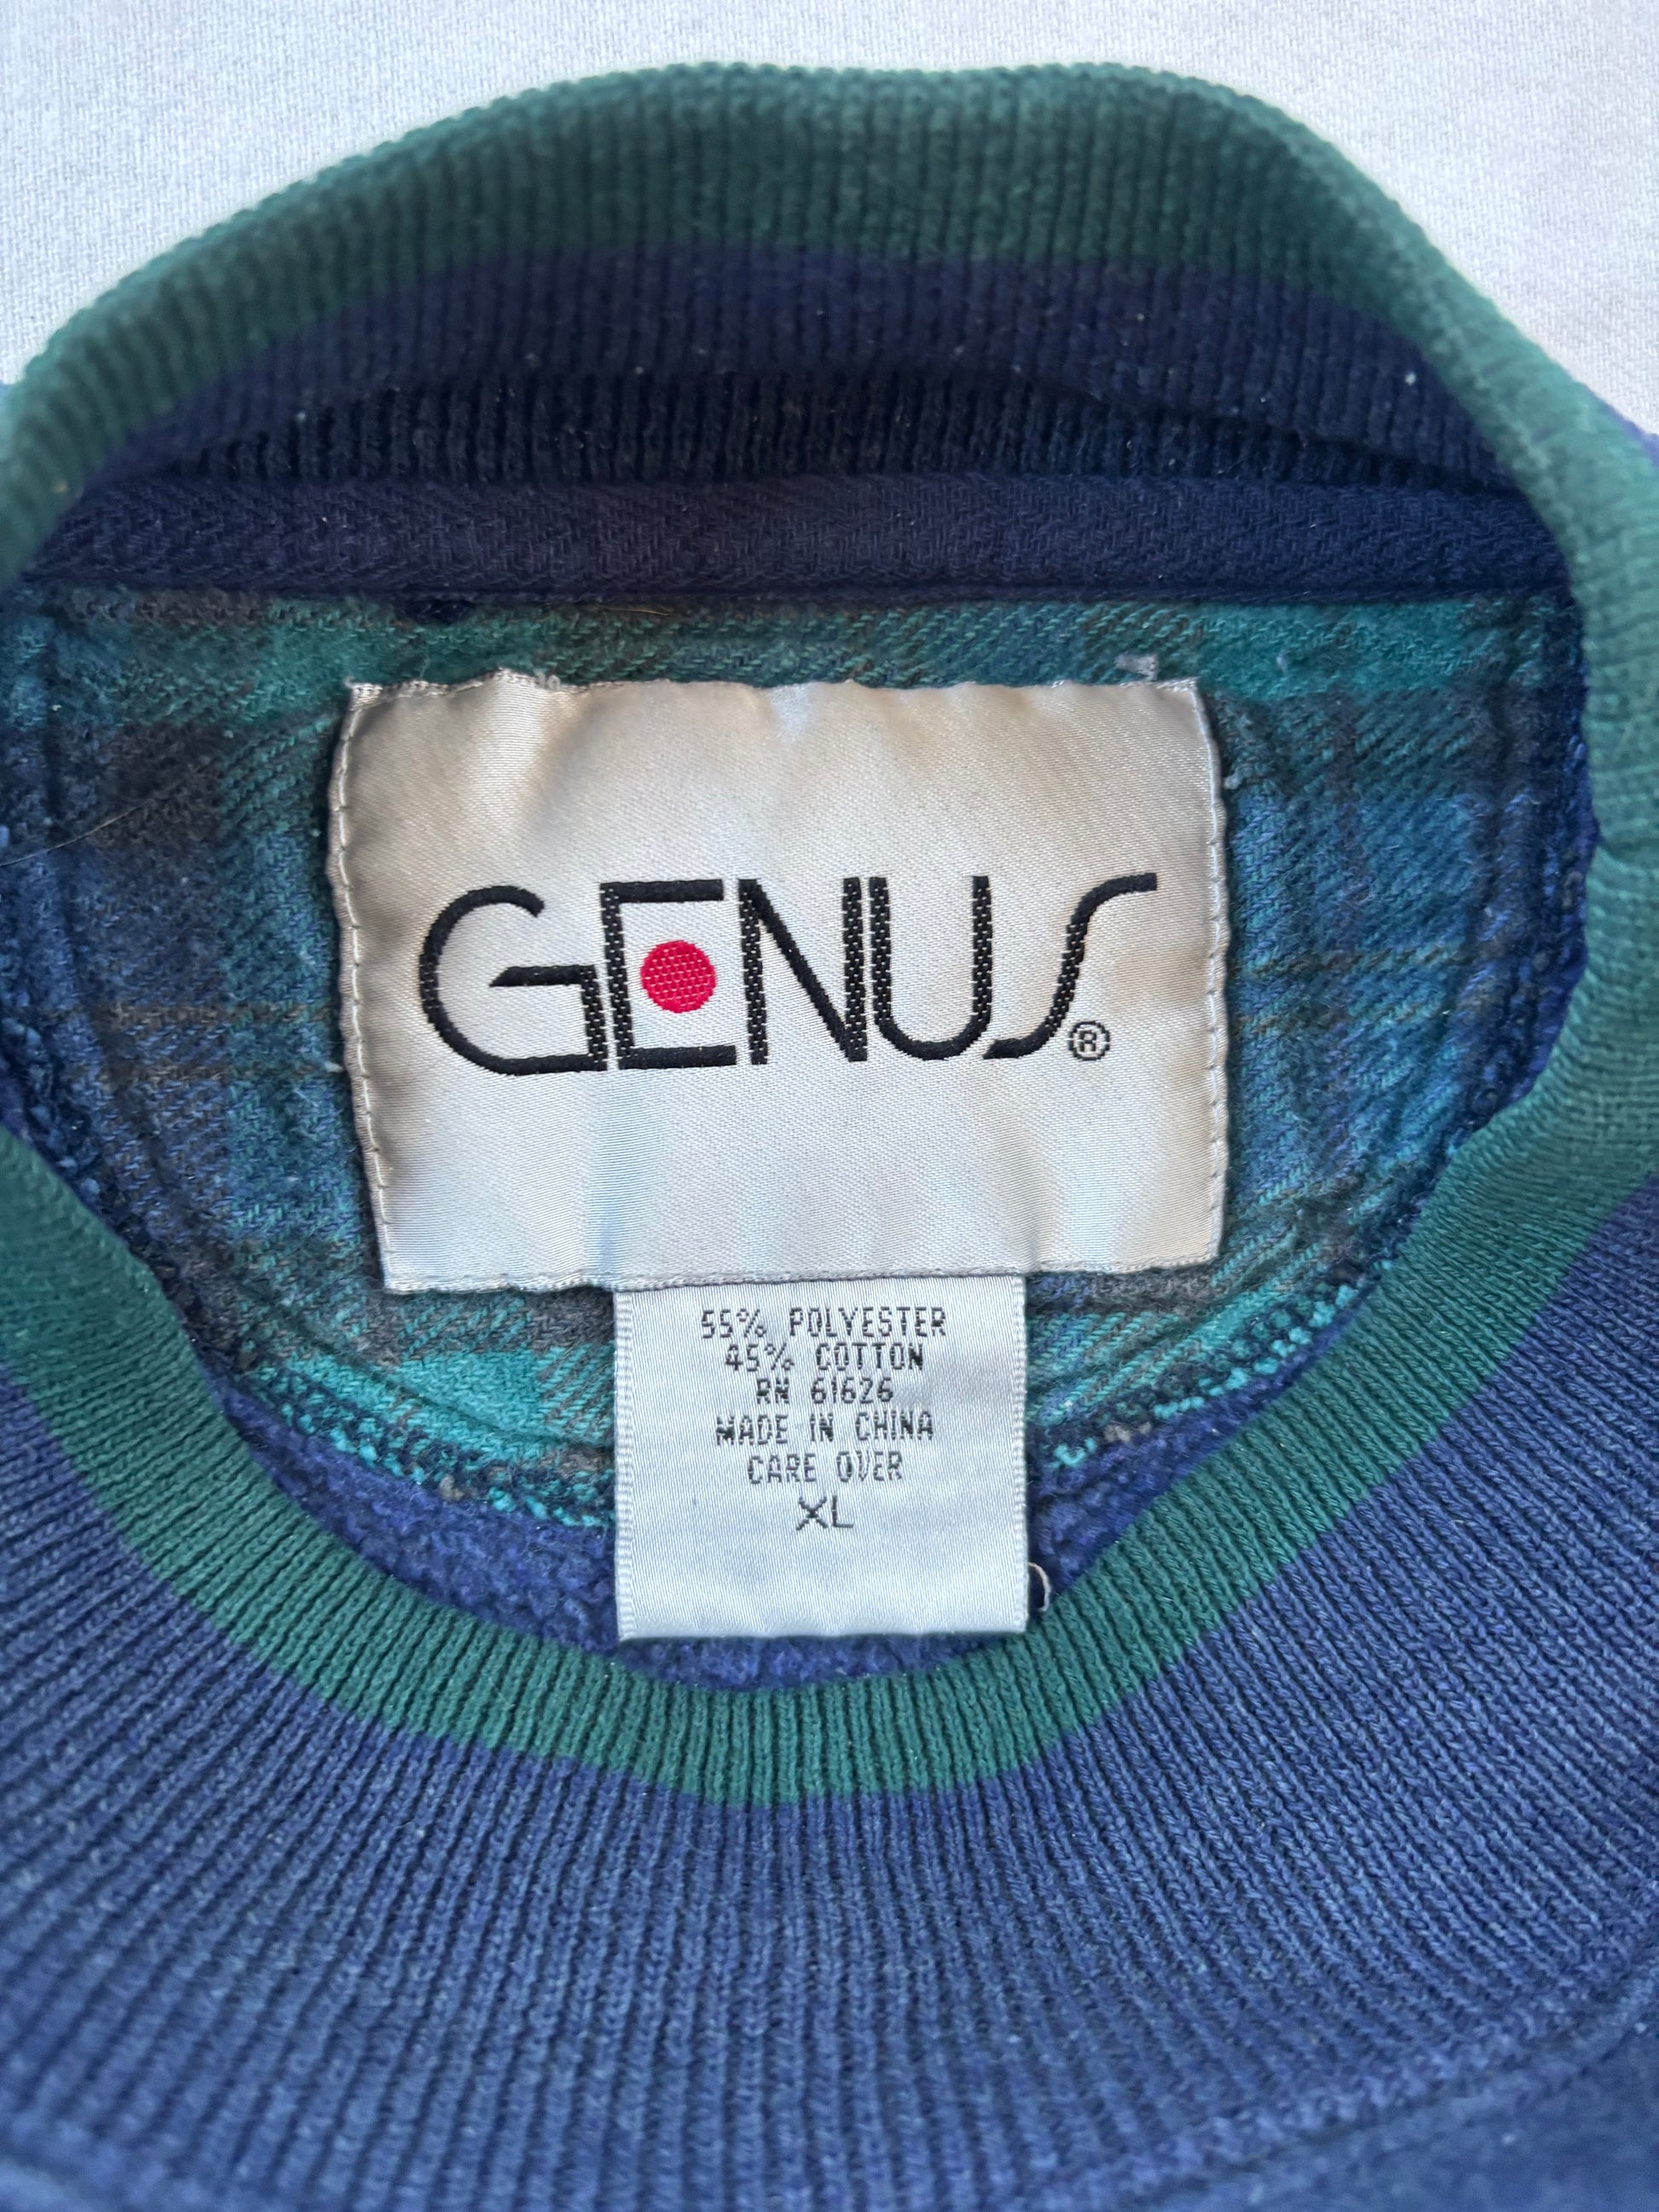 GENUS®
55% POLYESTER
45% COTTON
RN 61626
MADE IN CHINA
CARE OVER
XL